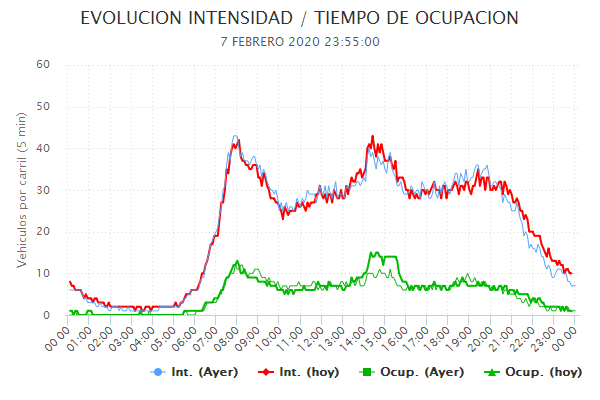 EVOLUCION INTENSIDAD / TIEMPO DE OCUPACION
7 FEBRERO 2020 23:55:00
Vehiculos por carril (5 min)
60
50
40
30
20
10
0
00:00 01:00 02:00 03:00 04:00 05:00 06:00 07:00 08:00 09:00 10:00 11:00 12:00 13:00 14:00 15:00 16:00 17:00 18:00 19:00 20:00 21:00 22:00 23:00 00:00
Int. (Ayer) Int. (hoy) Ocup. (Ayer) Ocup. (hoy)